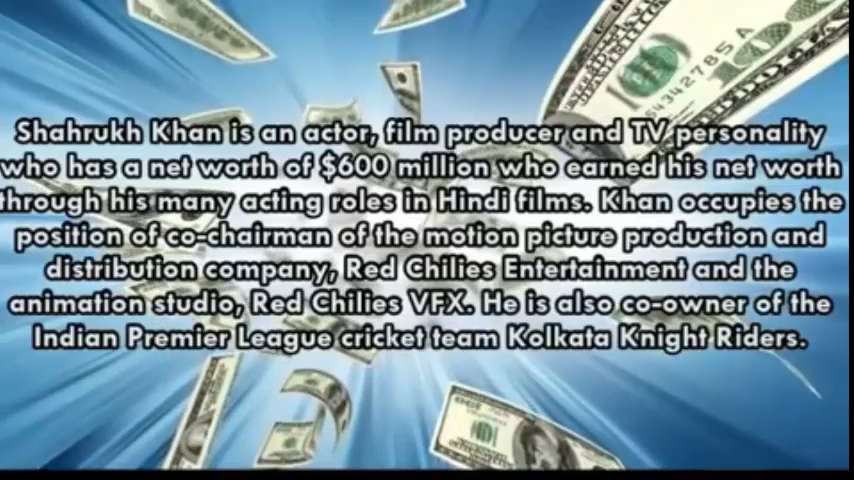 Shahrukh Khan is an actor, film producer and TV personality
who has a net worth of $600 million who earned his net worth
through his many acting roles in Hindi films. Khan occupies the
position of co-chairman of the motion picture production and
distribution company, Red Chilies Entertainment and the
animation studio, Red Chilies VFX. He is also co-owner of the
Indian Premier League cricket team Kolkata Knight Riders.